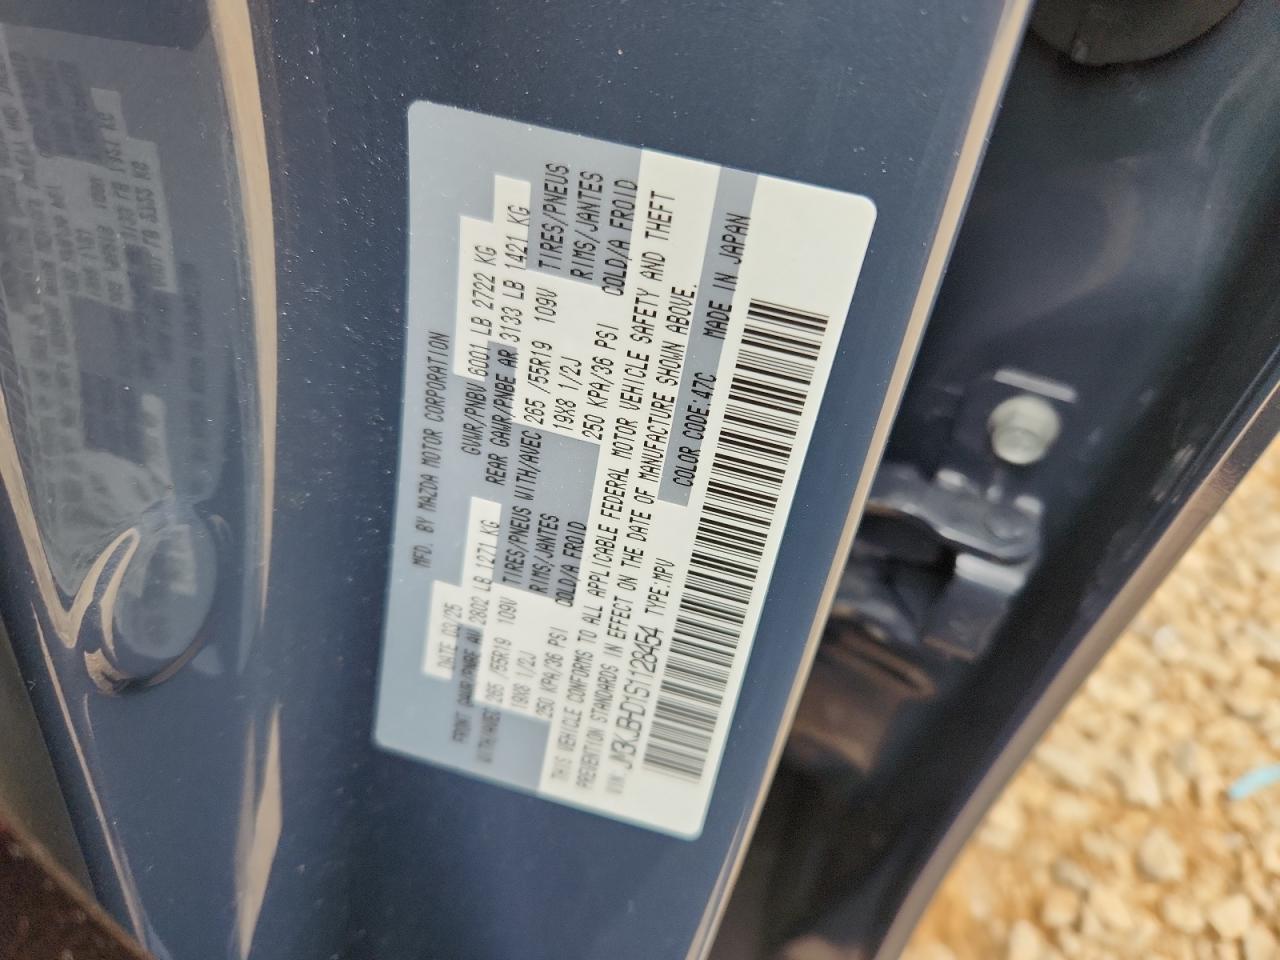 MFD. BY MAZDA MOTOR CORPORATION
DATE 03/25 GVWR/PNBV 6001 LB 2722 KG
FRONT GAWR/PNBE AV 2802 LB 1271 KG REAR GAWR/PNBE AR 3133 LB 1421 KG
WITH/AVEC 265 /55R19 109V TIRES/PNEUS WITH/AVEC 265 /55R19 109V TIRES/PNEUS
19X8 1/2J RIMS/JANTES 19X8 1/2J RIMS/JANTES
250 KPA/36 PSI COLD/A FROID 250 KPA/36 PSI COLD/A FROID
THIS VEHICLE CONFORMS TO ALL APPLICABLE FEDERAL MOTOR VEHICLE SAFETY AND THEFT
PREVENTION STANDARDS IN EFFECT ON THE DATE OF MANUFACTURE SHOWN ABOVE.
VIN. JM3KJBHD1S1128454 TYPE:MPV COLOR CODE:47C MADE IN JAPAN